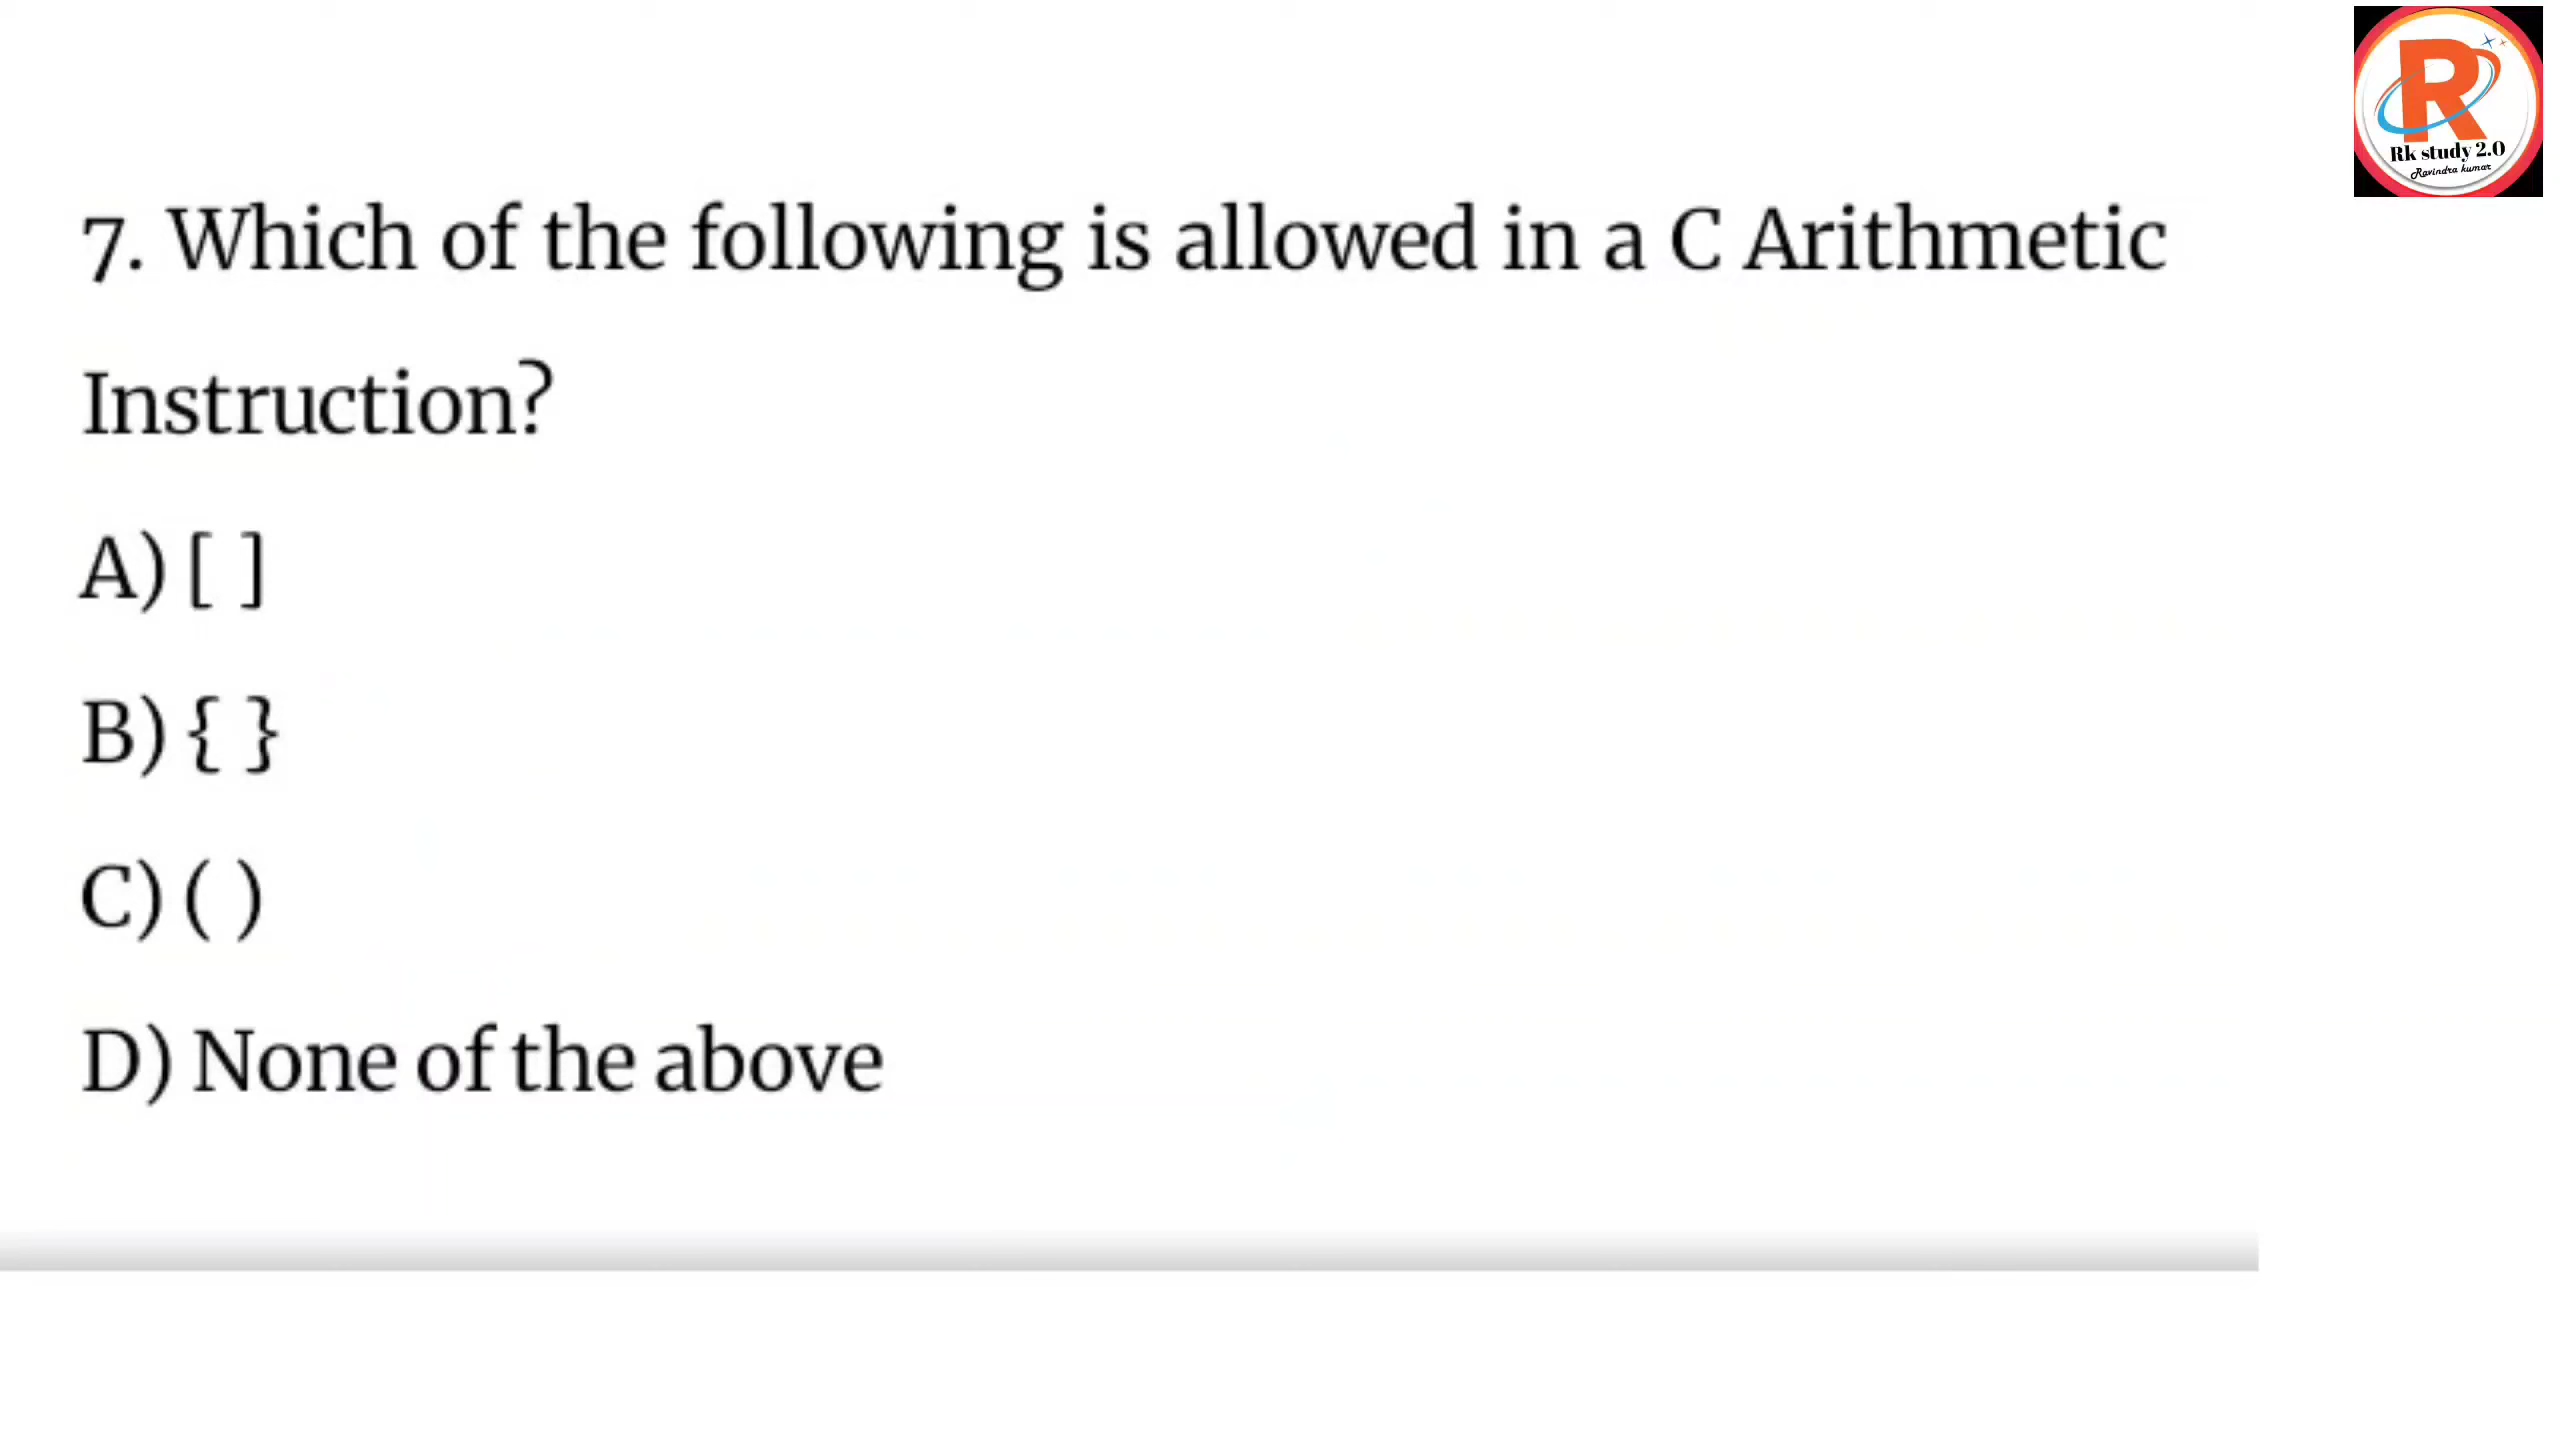 Rk study 2.0
Ravindra kumar
7. Which of the following is allowed in a C Arithmetic
Instruction?
A) [ ]
B) { }
C) ( )
D) None of the above